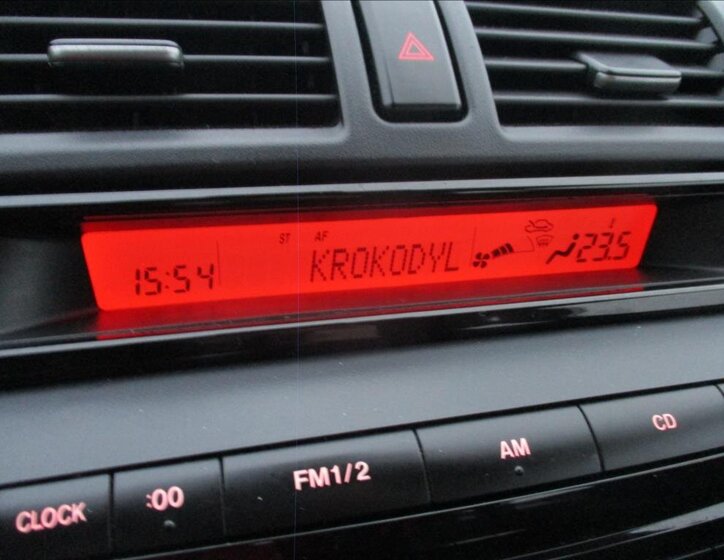 ST AF
15:54 KROKODYL 23.5
CLOCK :00 FM1/2 AM CD